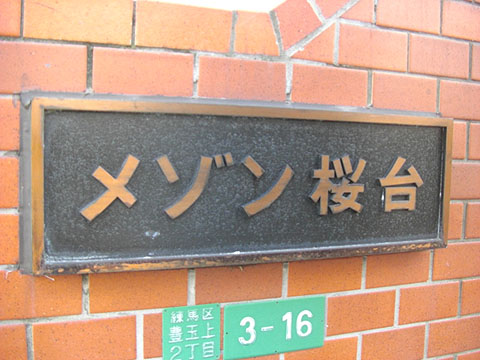 メゾン桜台
練馬区
豊玉上
2丁目
3-16